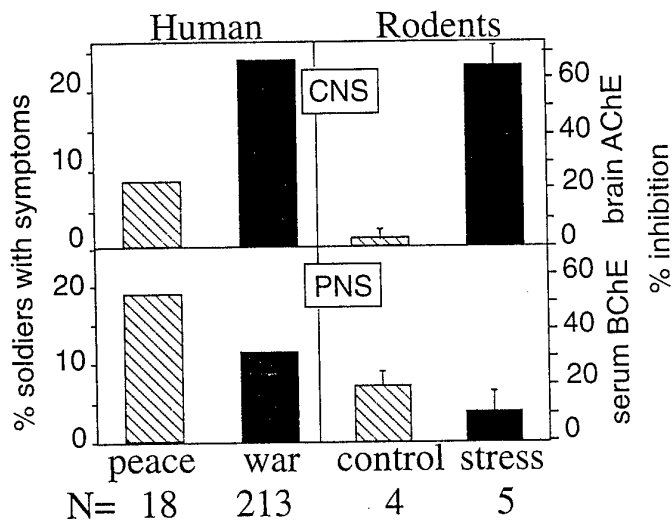 Human Rodents
% soldiers with symptoms
20
10
0
20
10
0
CNS
PNS
60
40
20
0
60
40
20
0
brain AChE
serum BChE
% inhibition
peace war control stress
N= 18 213 4 5